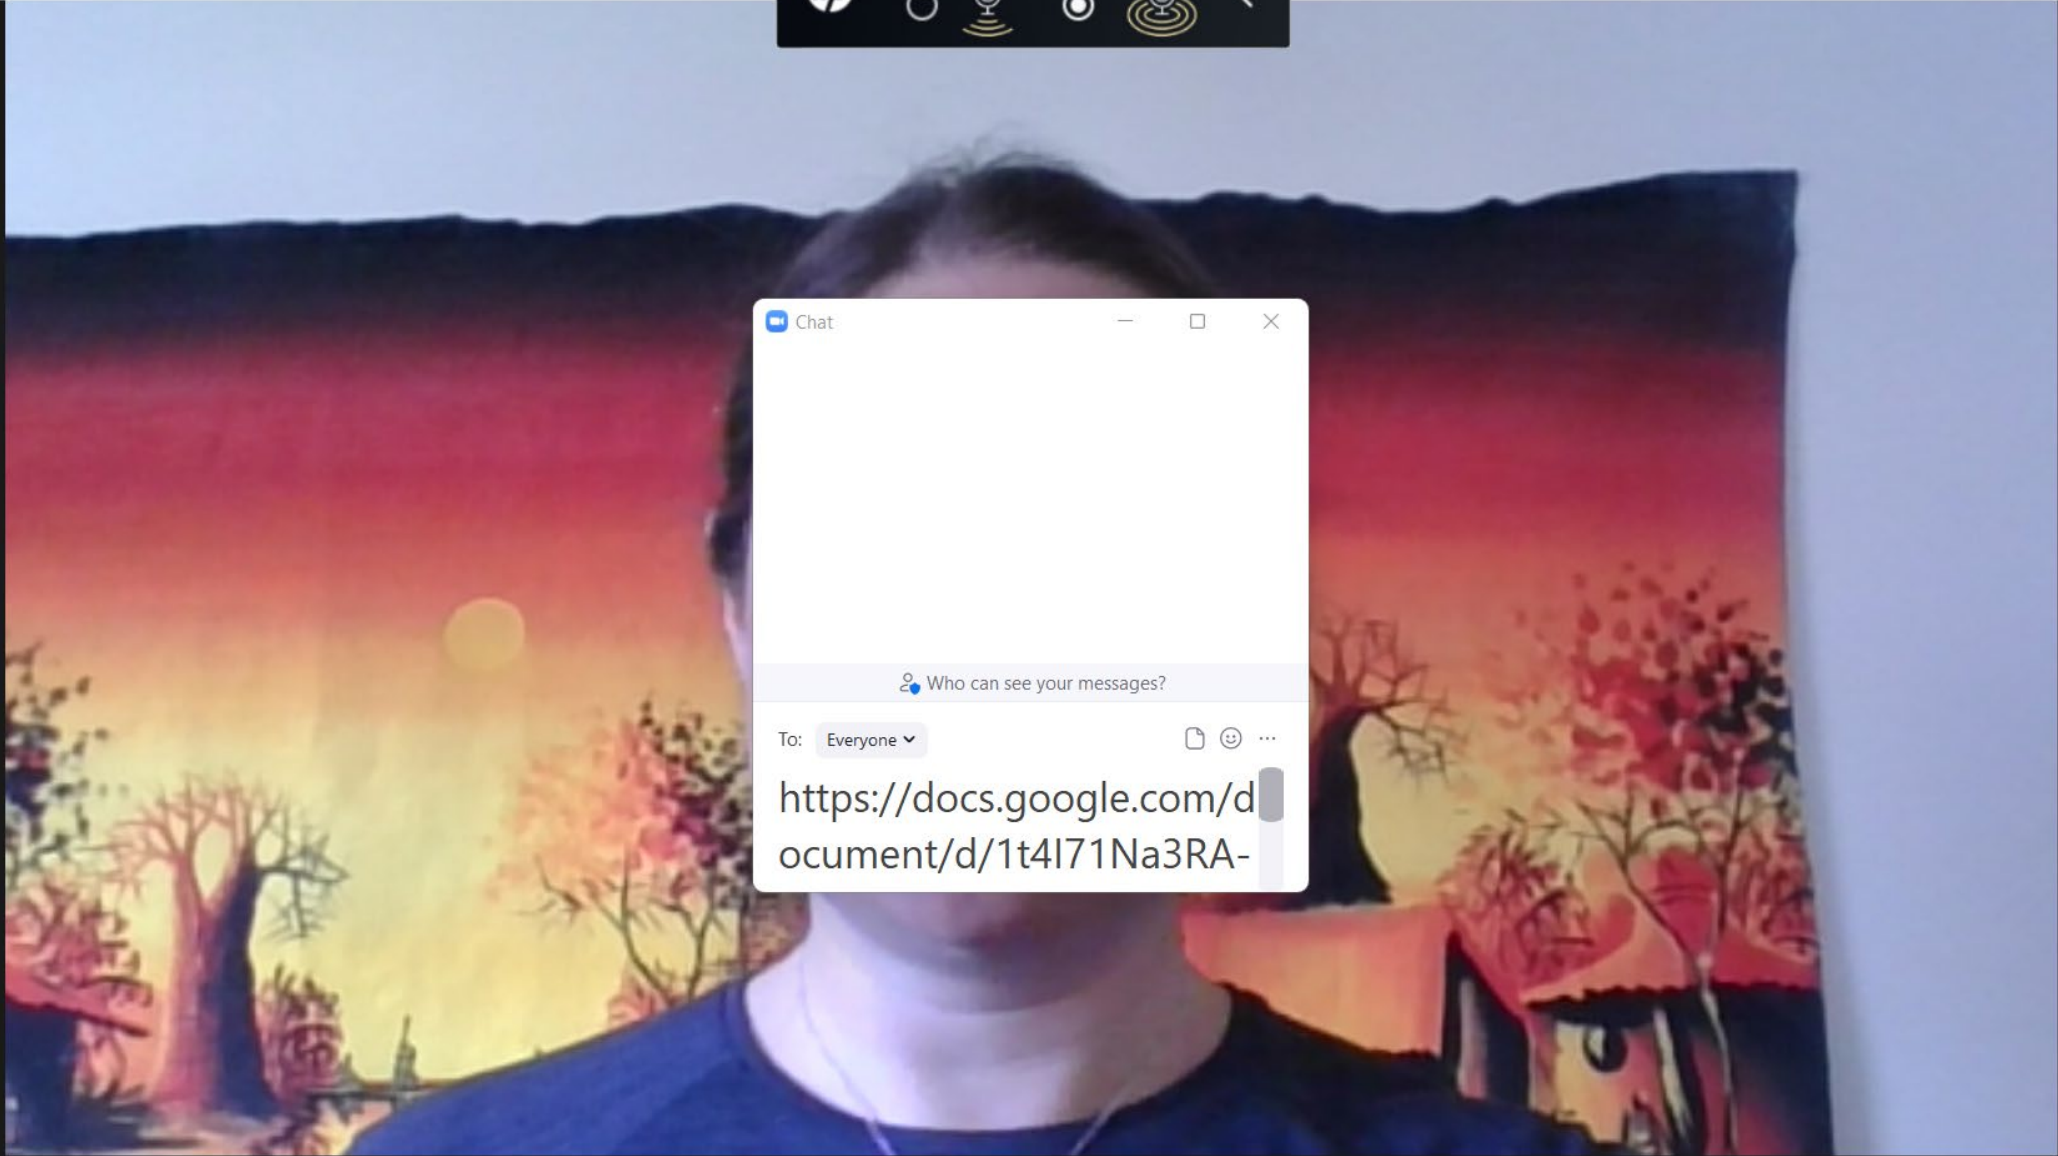 Chat
Who can see your messages?
To: Everyone
https://docs.google.com/d
ocument/d/1t4I71Na3RA-